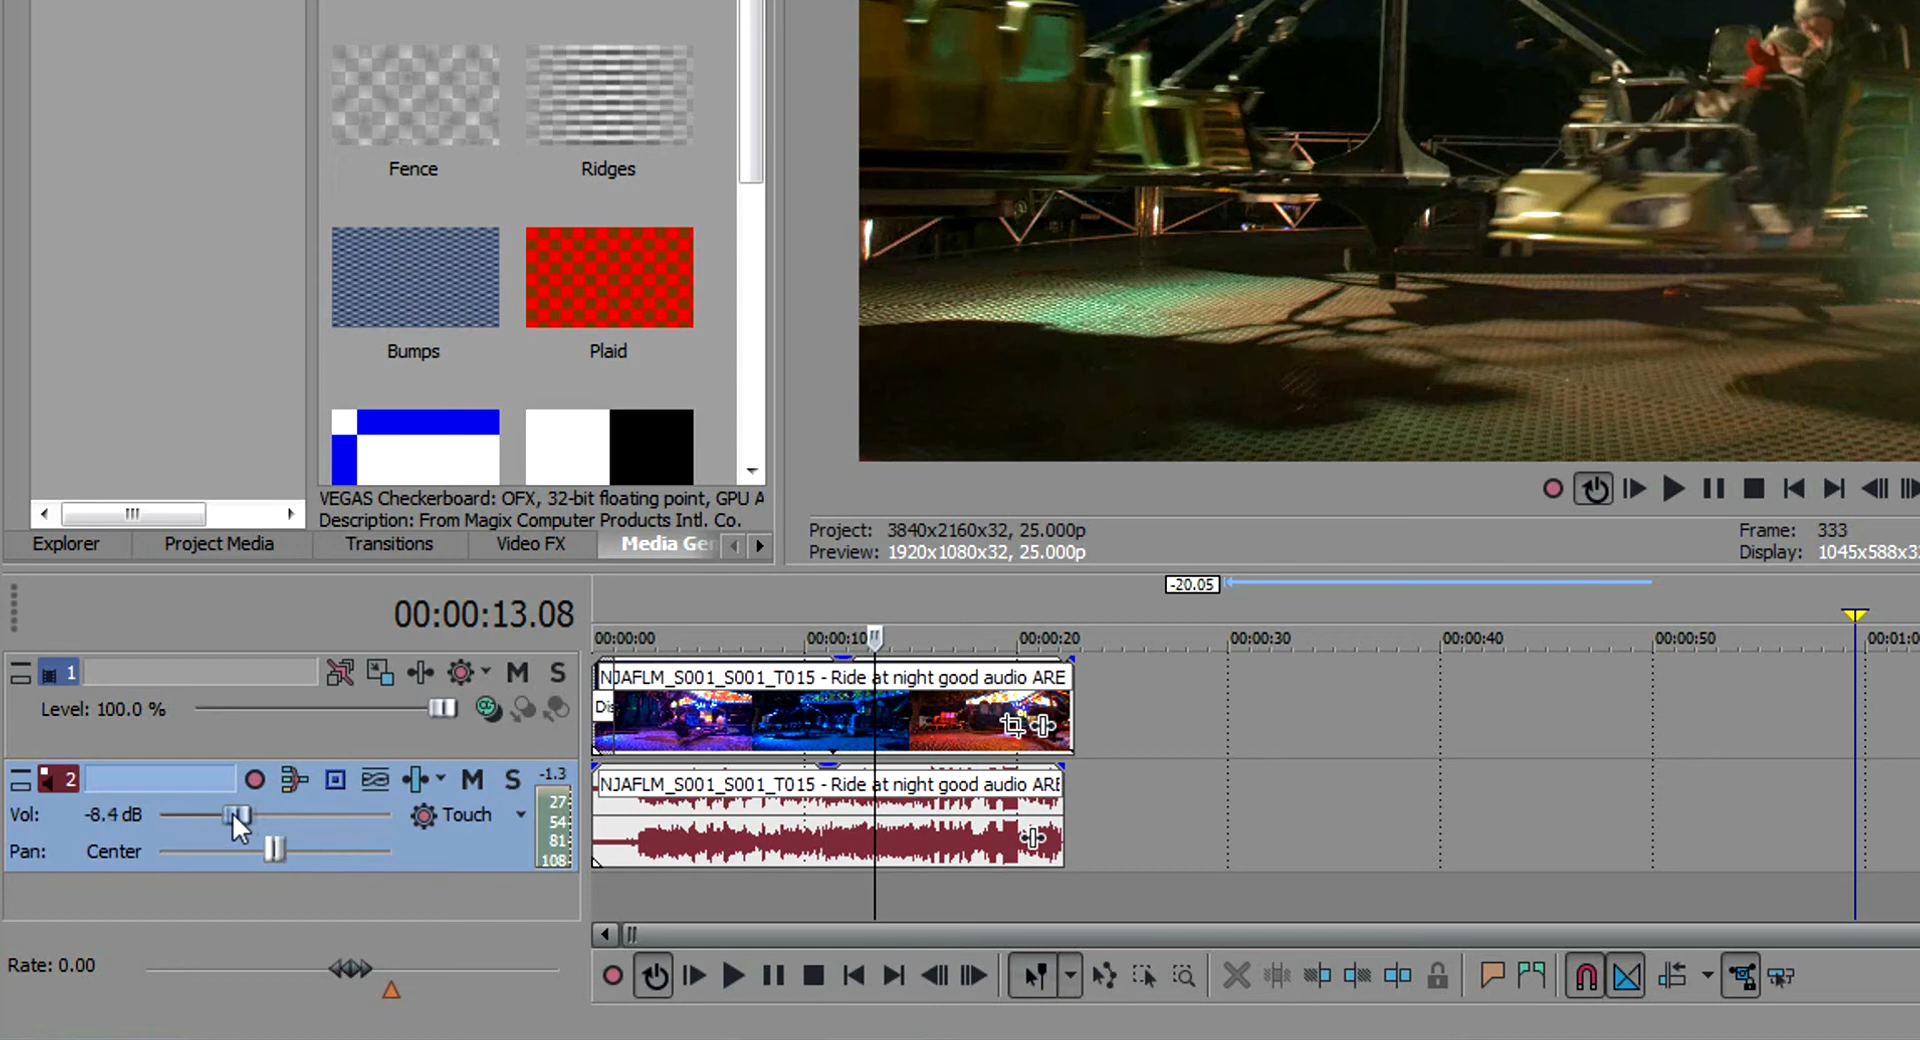 Fence
Ridges
Bumps
Plaid
VEGAS Checkerboard: OFX, 32-bit floating point, GPU A
Description: From Magix Computer Products Intl. Co.
Explorer
Project Media
Transitions
Video FX
Media Ge
Project: 3840x2160x32, 25.000p
Preview: 1920x1080x32, 25.000p
Frame: 333
Display: 1045x588x3
-20.05
00:00:13.08
00:00:00
00:00:10
00:00:20
00:00:30
00:00:40
00:00:50
00:01:0
1
M
S
NJAFLM_S001_S001_T015 - Ride at night good audio ARE
Level: 100.0 %
Dis
2
M
S
-1.3
NJAFLM_S001_S001_T015 - Ride at night good audio ARE
Vol:
-8.4 dB
Touch
27
54
81
108
Pan:
Center
Rate: 0.00